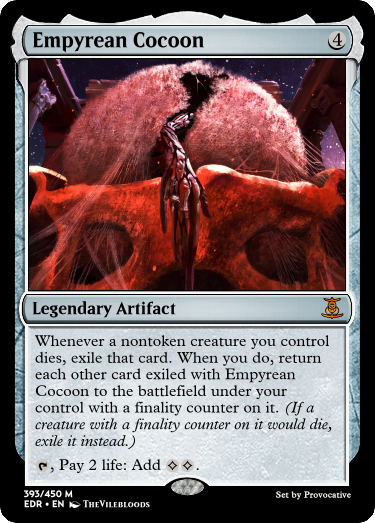 Empyrean Cocoon 4
Legendary Artifact
Whenever a nontoken creature you control
dies, exile that card. When you do, return
each other card exiled with Empyrean
Cocoon to the battlefield under your
control with a finality counter on it. (If a
creature with a finality counter on it would die,
exile it instead.)
, Pay 2 life: Add .
393/450 M
Set by Provocative
EDR • EN TheVilebloods